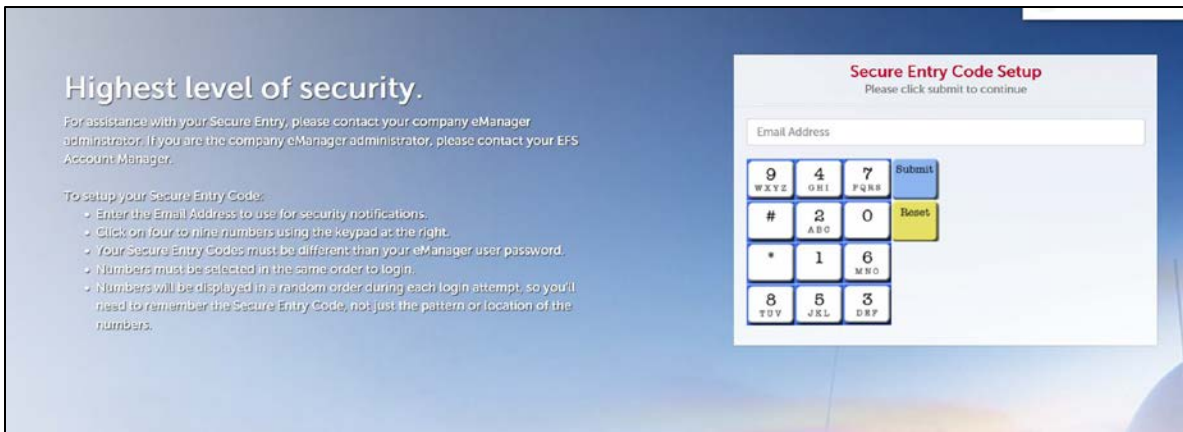 Highest level of security.
For assistance with your Secure Entry, please contact your company eManager
adminstrator. If you are the company eManager administrator, please contact your EFS
Account Manager.
To setup your Secure Entry Code:
• Enter the Email Address to use for security notifications.
• Click on four to nine numbers using the keypad at the right.
• Your Secure Entry Codes must be different than your eManager user password.
• Numbers must be selected in the same order to login.
• Numbers will be displayed in a random order during each login attempt, so you'll
need to remember the Secure Entry Code, not just the pattern or location of the
numbers.
Secure Entry Code Setup
Please click submit to continue
Email Address
9 4 7 Submit
WXYZ GHI PQRS
# 2 0 Reset
ABC
* 1 6
MNO
8 5 3
TUV JKL DEF